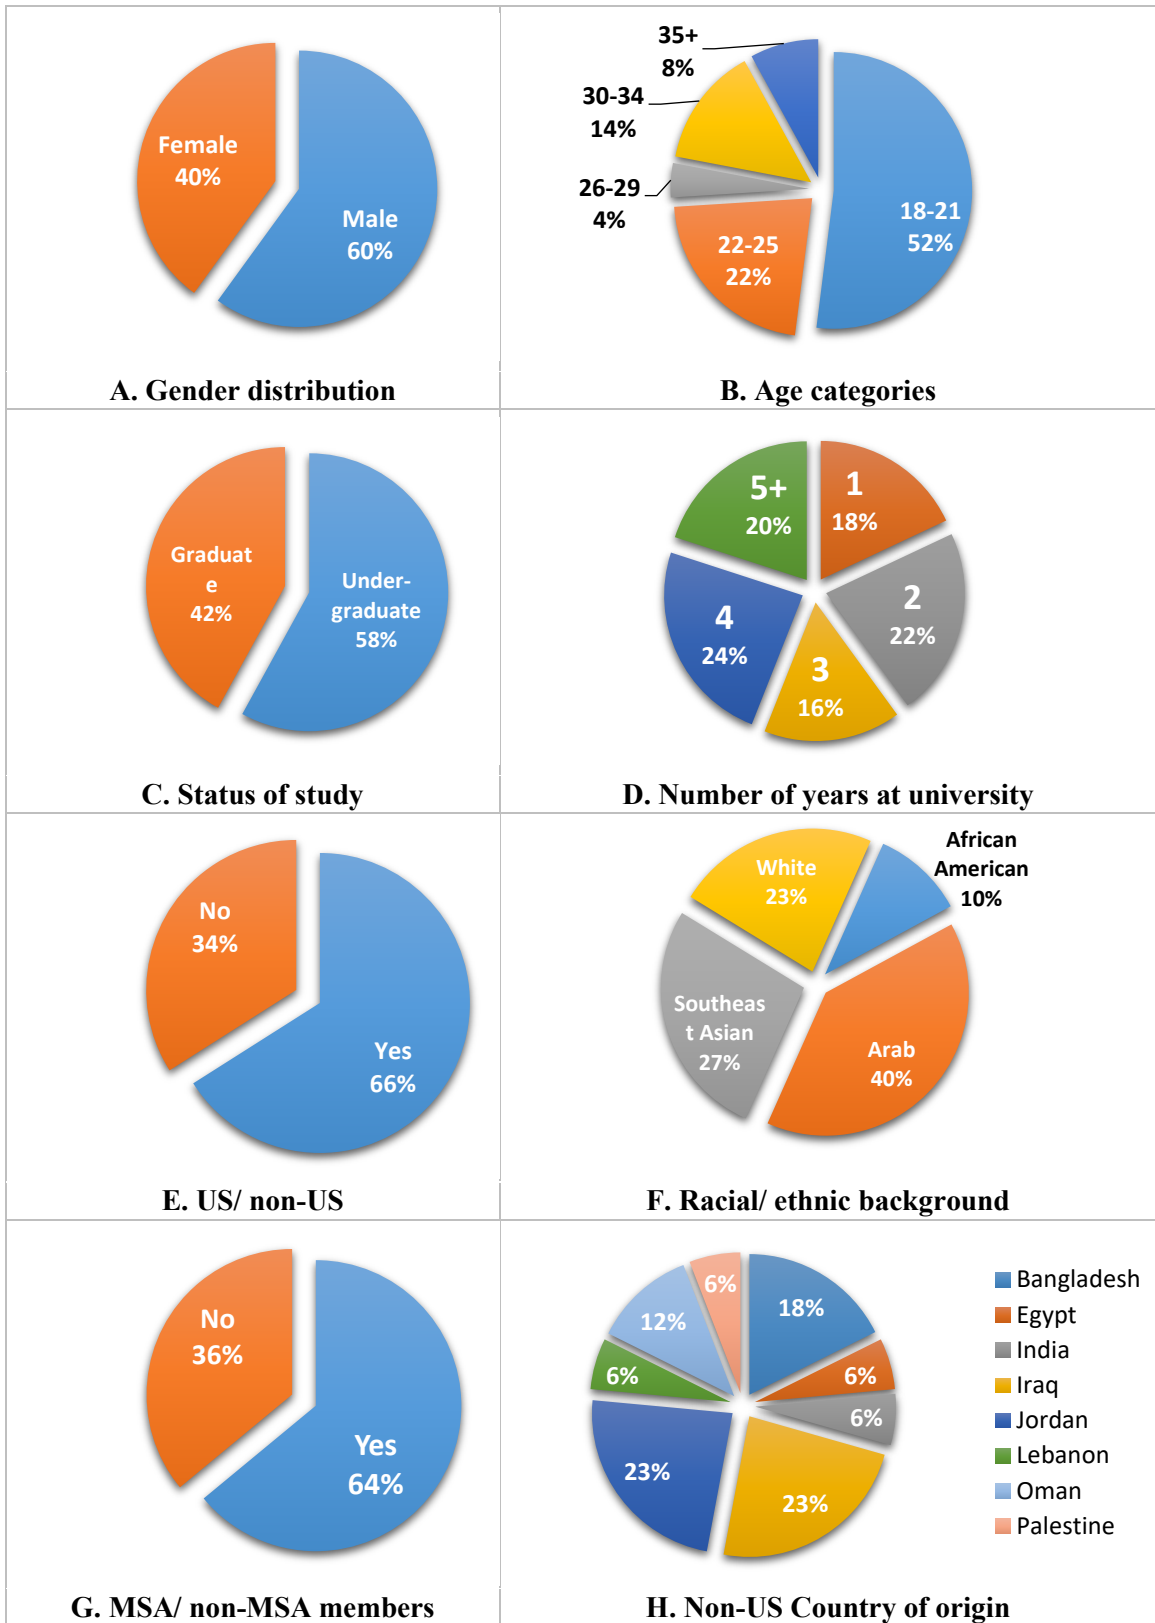 Female
40%
Male
60%
A. Gender distribution
35+
8%
30-34
14%
26-29
4%
22-25
22%
18-21
52%
B. Age categories
Graduat
e
42%
Under-
graduate
58%
C. Status of study
5+
20%
1
18%
2
22%
4
24%
3
16%
D. Number of years at university
No
34%
Yes
66%
E. US/ non-US
White
23%
African
American
10%
Southeas
t Asian
27%
Arab
40%
F. Racial/ ethnic background
No
36%
Yes
64%
G. MSA/ non-MSA members
6%
18%
12%
6%
6%
6%
23%
23%
Bangladesh
Egypt
India
Iraq
Jordan
Lebanon
Oman
Palestine
H. Non-US Country of origin